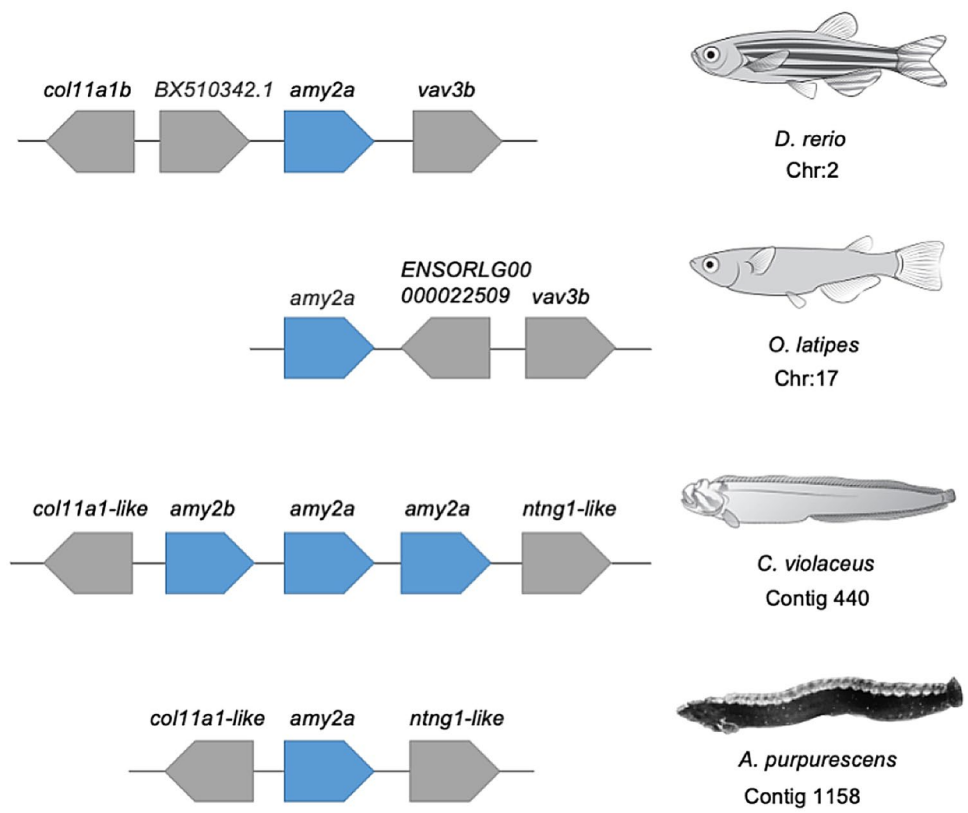 col11a1b BX510342.1 amy2a vav3b
D. rerio
Chr:2
ENSORLG00
amy2a 000022509 vav3b
O. latipes
Chr:17
col11a1-like amy2b amy2a amy2a ntng1-like
C. violaceus
Contig 440
col11a1-like amy2a ntng1-like
A. purpurescens
Contig 1158